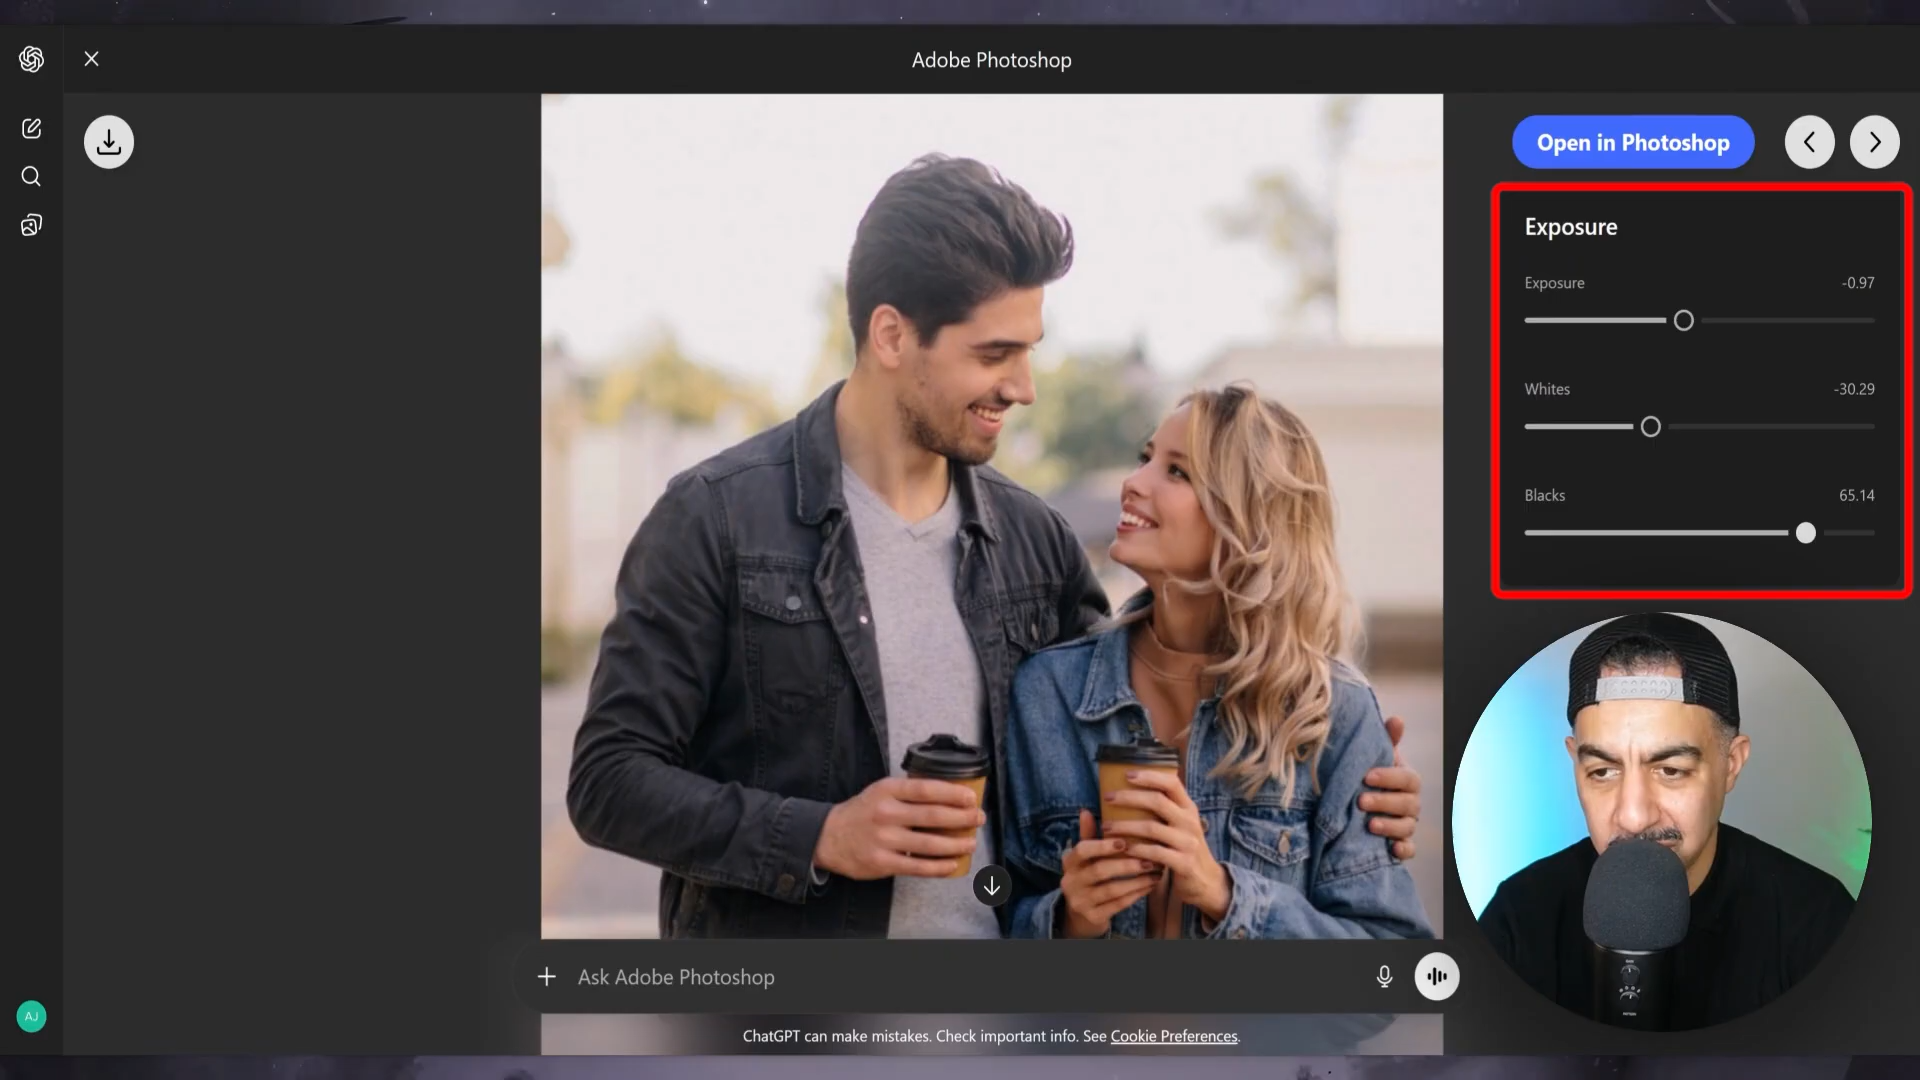 Adobe Photoshop
Open in Photoshop
Exposure
Exposure -0.97
Whites -30.29
Blacks 65.14
Ask Adobe Photoshop
AJ
ChatGPT can make mistakes. Check important info. See Cookie Preferences.